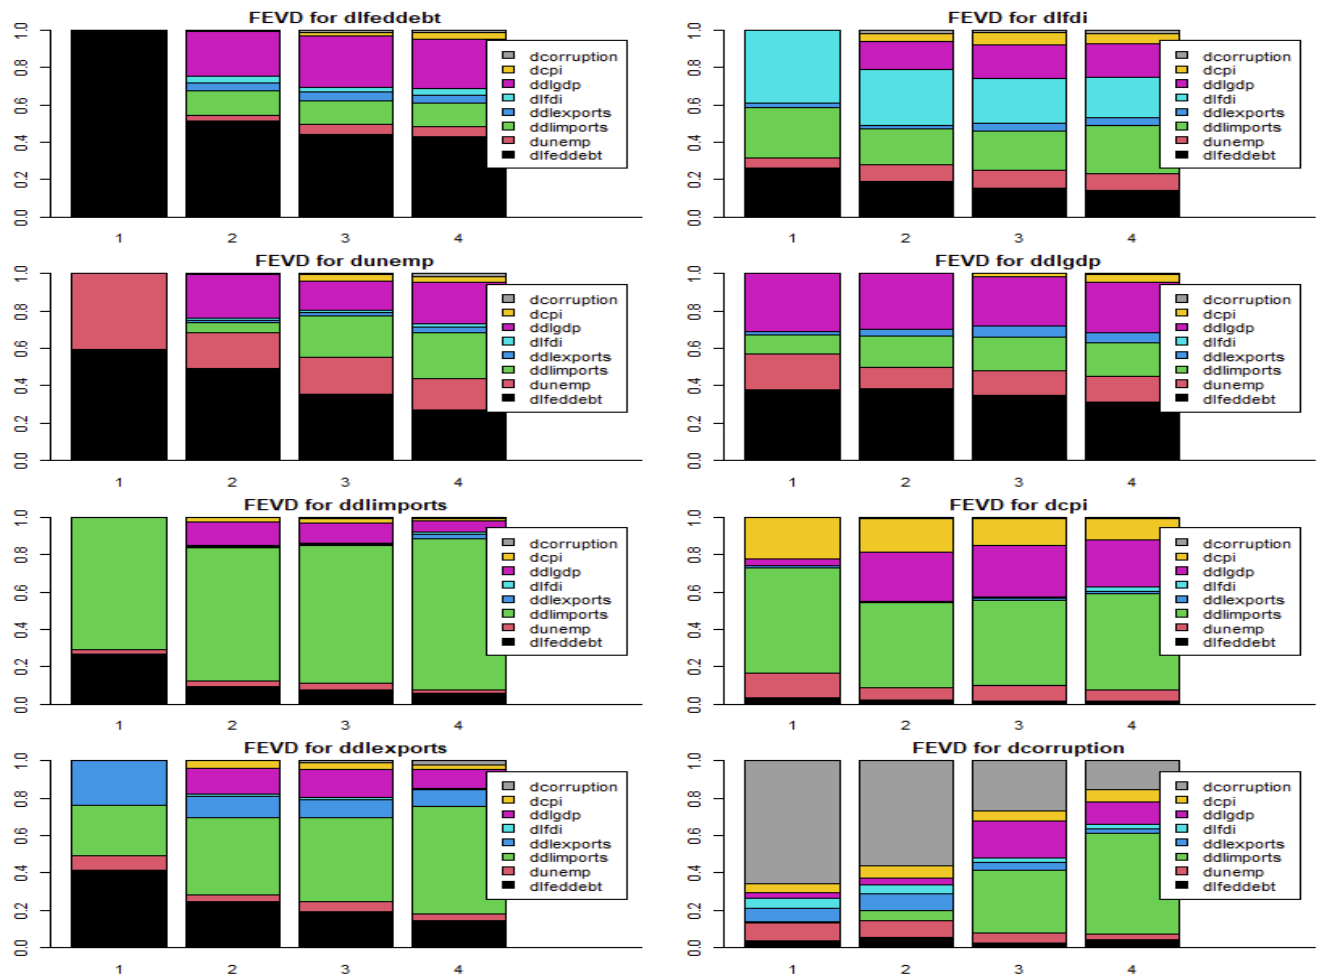 FEVD for dlfeddebt
0.0 0.2 0.4 0.6 0.8 1.0
dcorruption
dcpi
ddlgdp
dlfdi
ddlexports
ddlimports
dunemp
dlfeddebt
1 2 3 4
FEVD for dlfdi
0.0 0.2 0.4 0.6 0.8 1.0
dcorruption
dcpi
ddlgdp
dlfdi
ddlexports
ddlimports
dunemp
dlfeddebt
1 2 3 4
FEVD for dunemp
0.0 0.2 0.4 0.6 0.8 1.0
dcorruption
dcpi
ddlgdp
dlfdi
ddlexports
ddlimports
dunemp
dlfeddebt
1 2 3 4
FEVD for ddlgdp
0.0 0.2 0.4 0.6 0.8 1.0
dcorruption
dcpi
ddlgdp
dlfdi
ddlexports
ddlimports
dunemp
dlfeddebt
1 2 3 4
FEVD for ddlimports
0.0 0.2 0.4 0.6 0.8 1.0
dcorruption
dcpi
ddlgdp
dlfdi
ddlexports
ddlimports
dunemp
dlfeddebt
1 2 3 4
FEVD for dcpi
0.0 0.2 0.4 0.6 0.8 1.0
dcorruption
dcpi
ddlgdp
dlfdi
ddlexports
ddlimports
dunemp
dlfeddebt
1 2 3 4
FEVD for ddlexports
0.0 0.2 0.4 0.6 0.8 1.0
dcorruption
dcpi
ddlgdp
dlfdi
ddlexports
ddlimports
dunemp
dlfeddebt
1 2 3 4
FEVD for dcorruption
0.0 0.2 0.4 0.6 0.8 1.0
dcorruption
dcpi
ddlgdp
dlfdi
ddlexports
ddlimports
dunemp
dlfeddebt
1 2 3 4